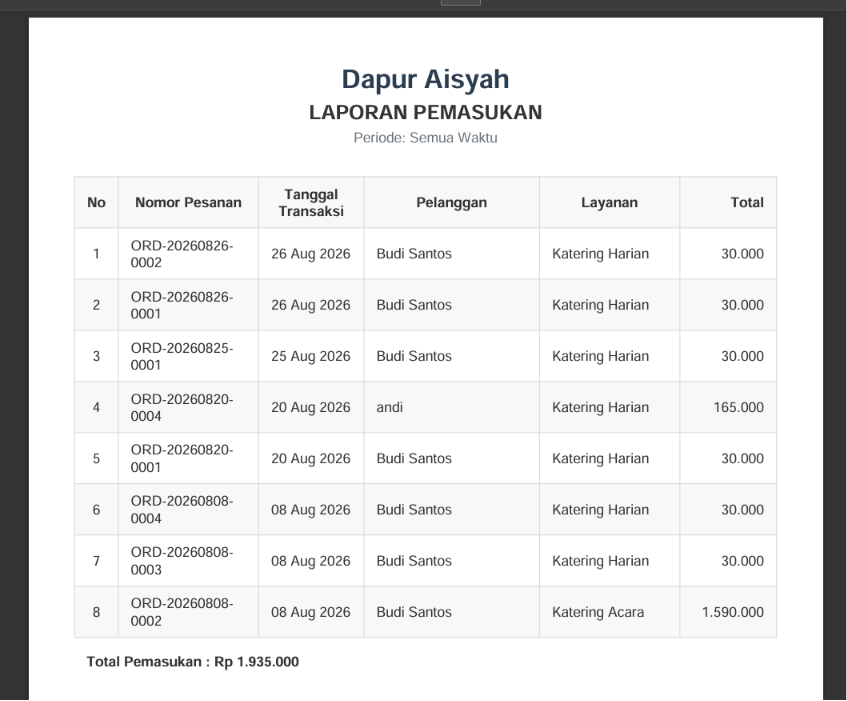 Dapur Aisyah
LAPORAN PEMASUKAN
Periode: Semua Waktu
No Nomor Pesanan Tanggal Transaksi Pelanggan Layanan Total
1 ORD-20260826-0002 26 Aug 2026 Budi Santos Katering Harian 30.000
2 ORD-20260826-0001 26 Aug 2026 Budi Santos Katering Harian 30.000
3 ORD-20260825-0001 25 Aug 2026 Budi Santos Katering Harian 30.000
4 ORD-20260820-0004 20 Aug 2026 andi Katering Harian 165.000
5 ORD-20260820-0001 20 Aug 2026 Budi Santos Katering Harian 30.000
6 ORD-20260808-0004 08 Aug 2026 Budi Santos Katering Harian 30.000
7 ORD-20260808-0003 08 Aug 2026 Budi Santos Katering Harian 30.000
8 ORD-20260808-0002 08 Aug 2026 Budi Santos Katering Acara 1.590.000
Total Pemasukan : Rp 1.935.000